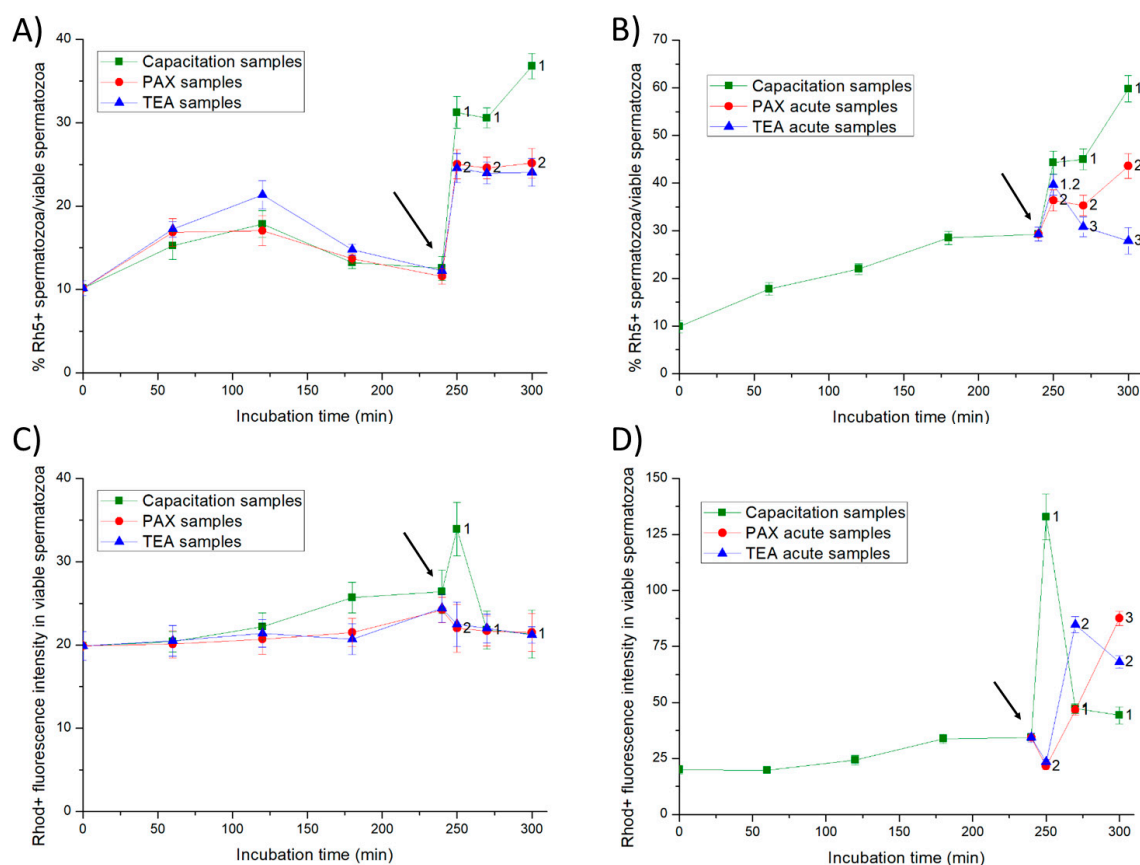 A)
40
30
20
10
0
% Rh5+ spermatozoa/viable spermatozoa
Capacitation samples
PAX samples
TEA samples
1
1
1
2
2
2
0 50 100 150 200 250 300
Incubation time (min)
B)
70
60
50
40
30
20
10
0
% Rh5+ spermatozoa/viable spermatozoa
Capacitation samples
PAX acute samples
TEA acute samples
1
1
1
1.2
2
2
2
3
3
0 50 100 150 200 250 300
Incubation time (min)
C)
40
30
20
10
0
Rhod+ fluorescence intensity in viable spermatozoa
Capacitation samples
PAX samples
TEA samples
1
2
1
1
0 50 100 150 200 250 300
Incubation time (min)
D)
150
125
100
75
50
25
0
Rhod+ fluorescence intensity in viable spermatozoa
Capacitation samples
PAX acute samples
TEA acute samples
1
2
3
2
1
1
2
0 50 100 150 200 250 300
Incubation time (min)